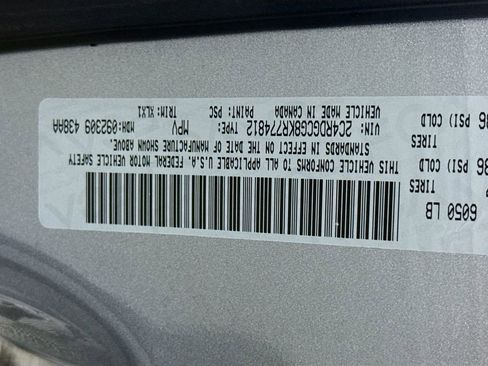 6050 LB
TIRES
36 PSI) COLD
TIRES
36 PSI) COLD
THIS VEHICLE CONFORMS TO ALL APPLICABLE U.S.A. FEDERAL MOTOR VEHICLE SAFETY
STANDARDS IN EFFECT ON THE DATE OF MANUFACTURE SHOWN ABOVE.
VIN: 2C4RDGCG8KR774812 TYPE: MPV MDH: 092309 438AA
VEHICLE MADE IN CANADA PAINT: PSC TRIM: *LX1